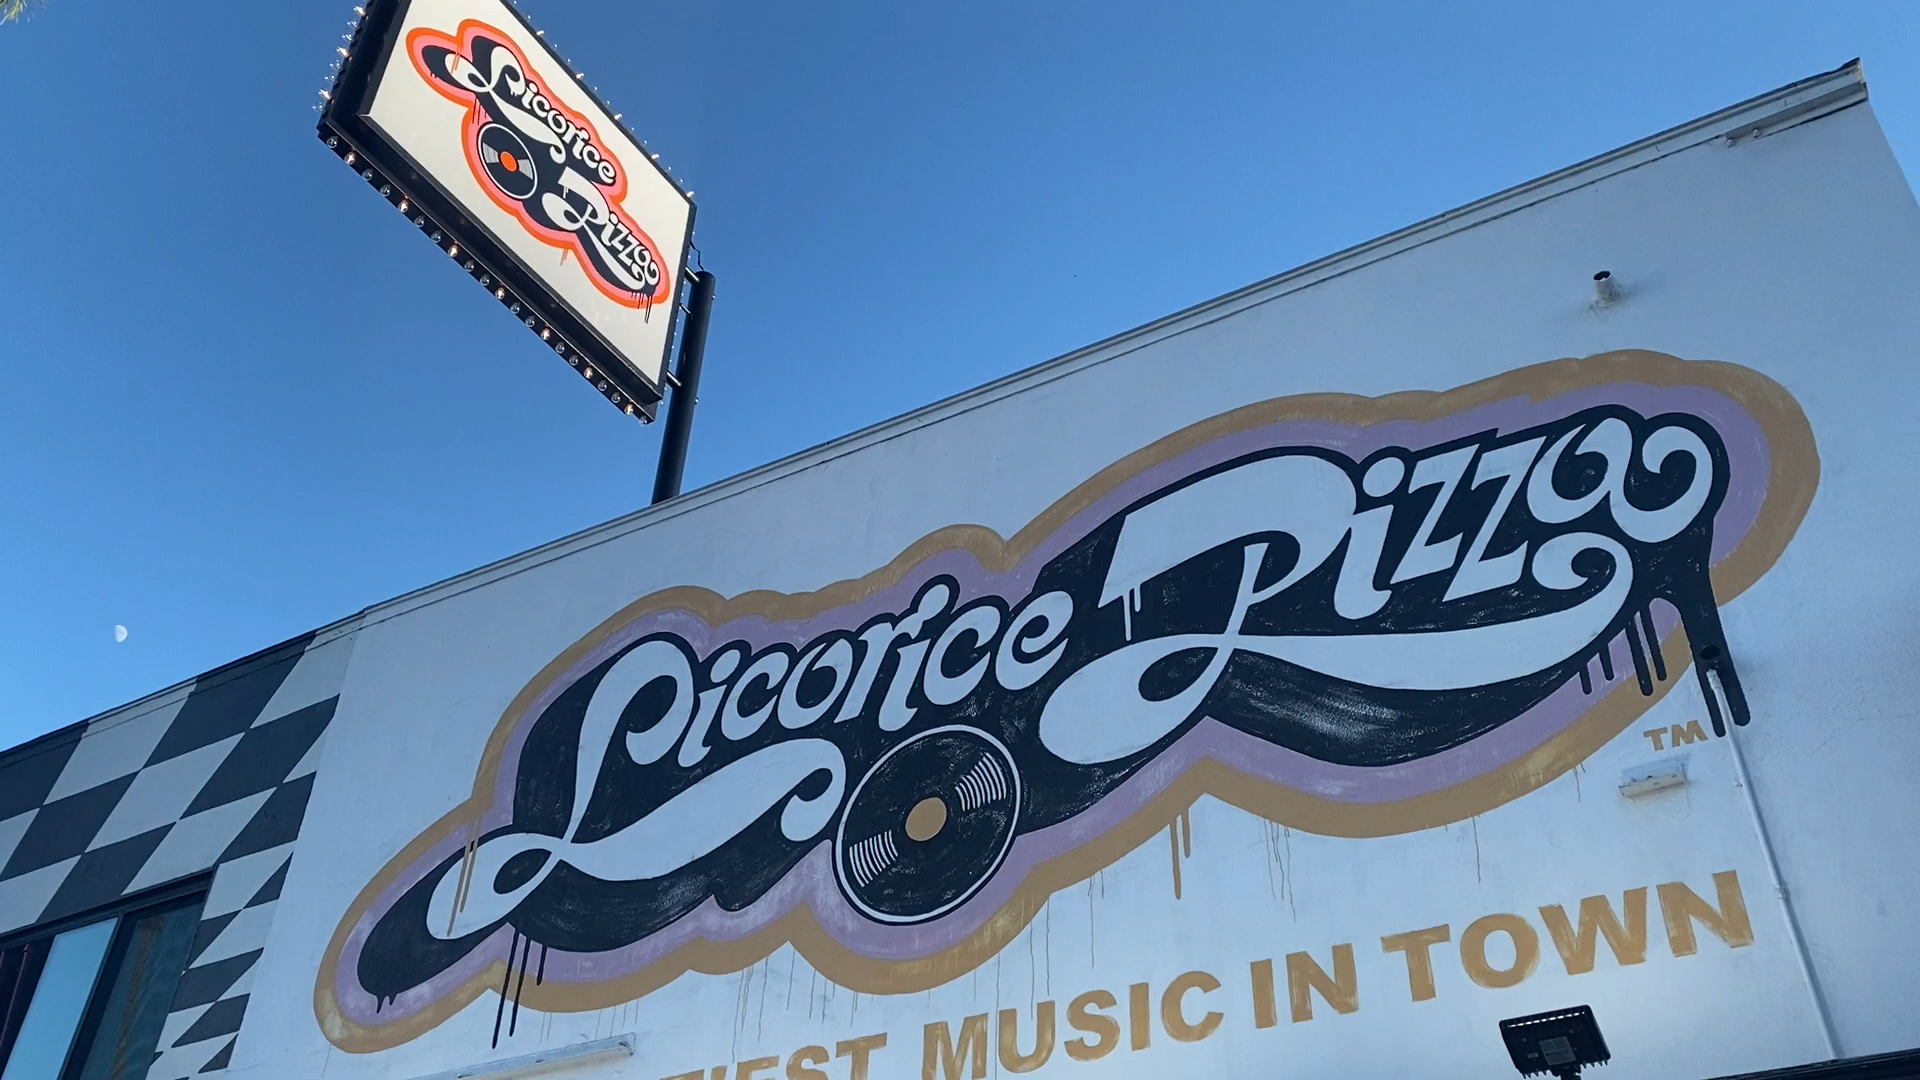 Licorice
Pizza
Licorice Pizza
TM
MUSIC IN TOWN